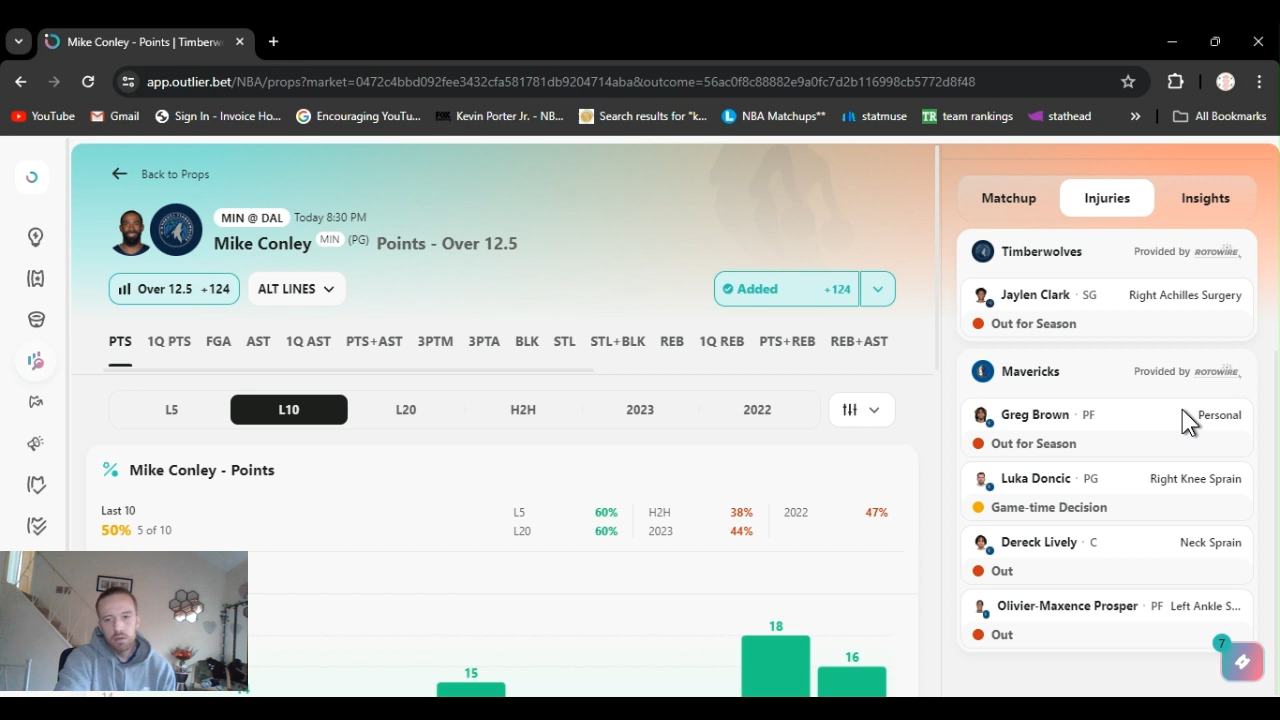 Mike Conley - Points | Timberw
app.outlier.bet/NBA/props?market=0472c4bbd092fee3432cfa581781db9204714aba&outcome=56ac0f8c88882e9a0fc7d2b116998cb5772d8f48
YouTube Gmail Sign In - Invoice Ho... Encouraging YouTu... Kevin Porter Jr. - NB... Search results for "k... NBA Matchups** statmuse TR team rankings stathead » All Bookmarks
Back to Props
MIN @ DAL Today 8:30 PM
Mike Conley MIN (PG) Points - Over 12.5
Over 12.5 +124 ALT LINES Added +124
PTS 1Q PTS FGA AST 1Q AST PTS+AST 3PTM 3PTA BLK STL STL+BLK REB 1Q REB PTS+REB REB+AST
L5 L10 L20 H2H 2023 2022
% Mike Conley - Points
Last 10
50% 5 of 10
L5 60% H2H 38% 2022 47%
L20 60% 2023 44%
15
18
16
Matchup Injuries Insights
Timberwolves Provided by ROTOWIRE
Jaylen Clark · SG Right Achilles Surgery
Out for Season
Mavericks Provided by ROTOWIRE
Greg Brown · PF Personal
Out for Season
Luka Doncic · PG Right Knee Sprain
Game-time Decision
Dereck Lively · C Neck Sprain
Out
Olivier-Maxence Prosper · PF Left Ankle S...
Out
7